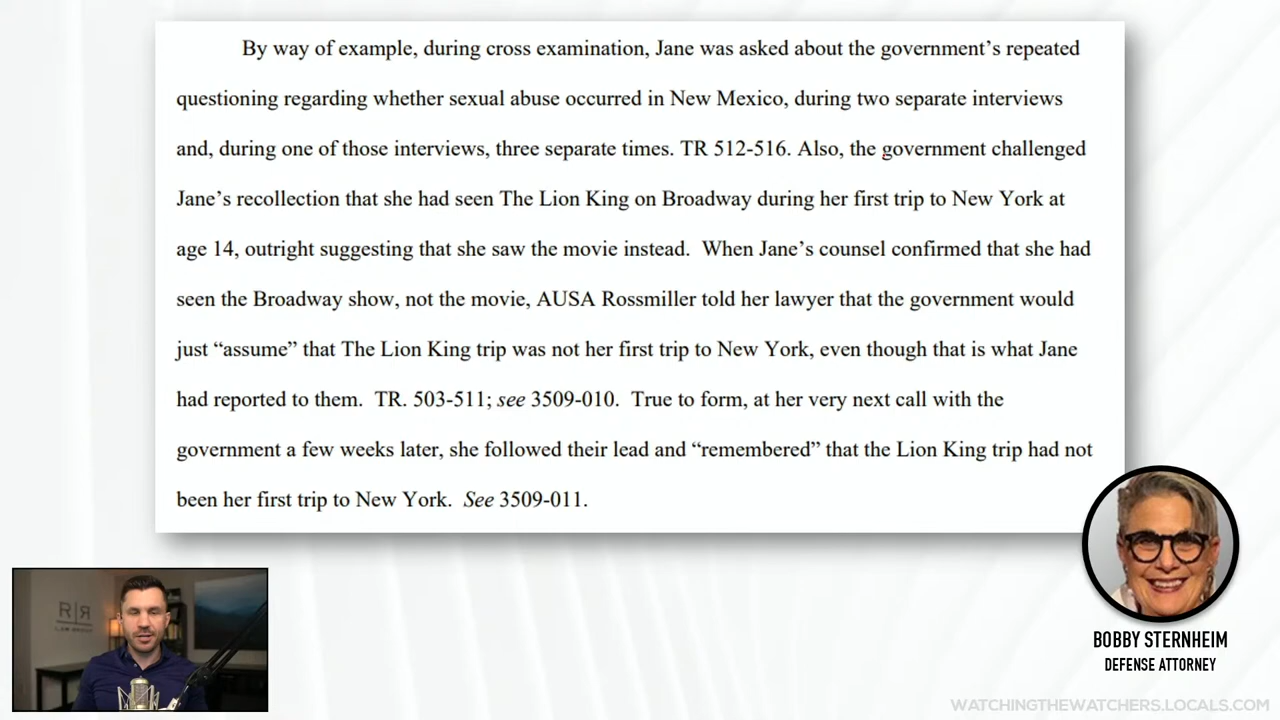 By way of example, during cross examination, Jane was asked about the government's repeated
questioning regarding whether sexual abuse occurred in New Mexico, during two separate interviews
and, during one of those interviews, three separate times. TR 512-516. Also, the government challenged
Jane's recollection that she had seen The Lion King on Broadway during her first trip to New York at
age 14, outright suggesting that she saw the movie instead.  When Jane's counsel confirmed that she had
seen the Broadway show, not the movie, AUSA Rossmiller told her lawyer that the government would
just “assume” that The Lion King trip was not her first trip to New York, even though that is what Jane
had reported to them.  TR. 503-511; see 3509-010.  True to form, at her very next call with the
government a few weeks later, she followed their lead and “remembered” that the Lion King trip had not
been her first trip to New York.  See 3509-011.
R|R
LAW GROUP
BOBBY STERNHEIM
DEFENSE ATTORNEY
WATCHINGTHEWATCHERS.LOCALS.COM